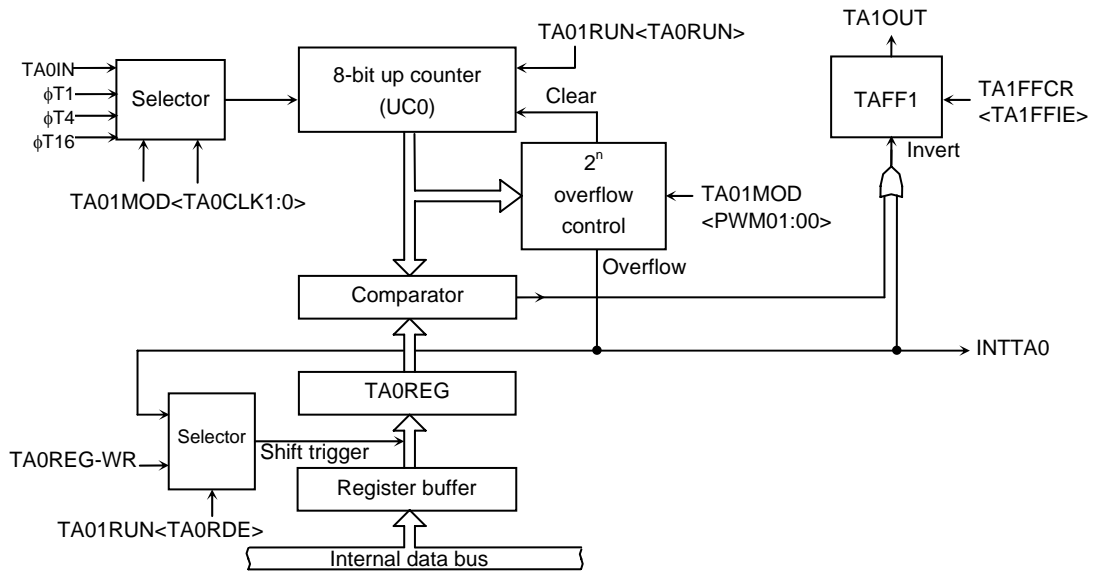 TA1OUT
TA01RUN<TA0RUN>
TA0IN
ϕT1
ϕT4
ϕT16
Selector
8-bit up counter
(UC0)
Clear
TAFF1
TA1FFCR
<TA1FFIE>
Invert
TA01MOD<TA0CLK1:0>
2ⁿ
overflow
control
TA01MOD
<PWM01:00>
Overflow
Comparator
INTTA0
TA0REG
Selector
Shift trigger
TA0REG-WR
Register buffer
TA01RUN<TA0RDE>
Internal data bus